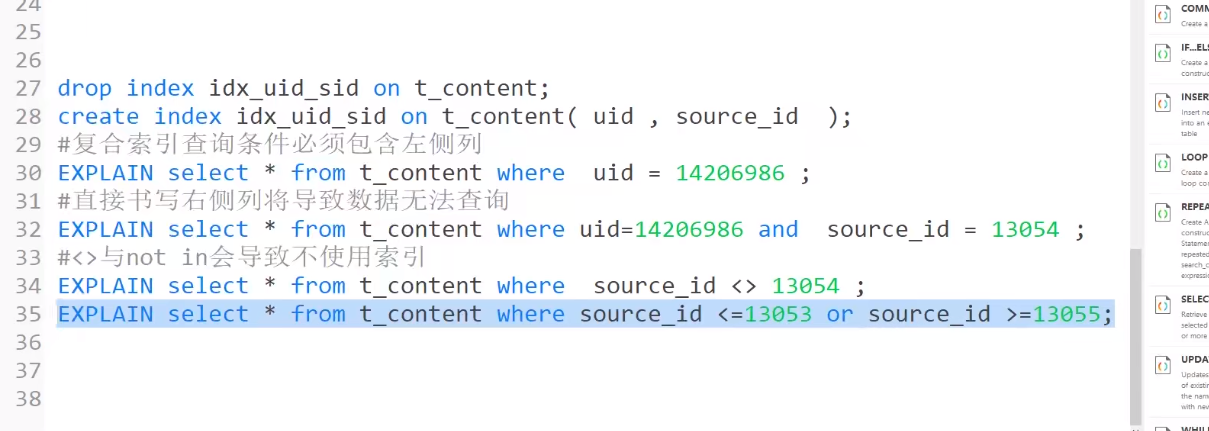 24
25
26
27 drop index idx_uid_sid on t_content;
28 create index idx_uid_sid on t_content( uid , source_id );
29 #复合索引查询条件必须包含左侧列
30 EXPLAIN select * from t_content where uid = 14206986 ;
31 #直接书写右侧列将导致数据无法查询
32 EXPLAIN select * from t_content where uid=14206986 and source_id = 13054 ;
33 #<>与not in会导致不使用索引
34 EXPLAIN select * from t_content where source_id <> 13054 ;
35 EXPLAIN select * from t_content where source_id <=13053 or source_id >=13055;
36
37
38
COMM
Create a
IF...ELS
Create a
construc
INSER
Insert ne
into an e
table
LOOP
Create a
loop con
REPEA
Create A
construc
Statemen
repeated
search_c
expressio
SELEC
Retrieve
selected
or more
UPDA
Updates
of existin
the nam
with nev
WHILE